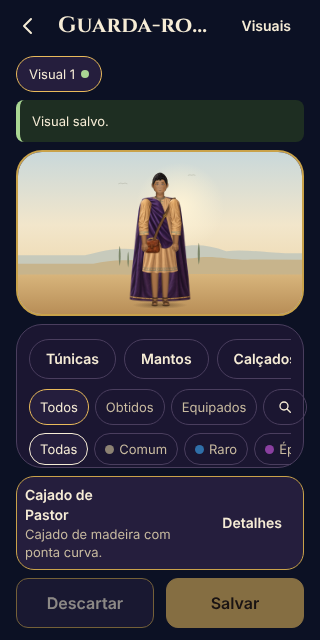 Guarda-ro...
Visuais
Visual 1
Visual salvo.
Túnicas
Mantos
Calçados
Todos
Obtidos
Equipados
Todas
Comum
Raro
Ép
Cajado de
Pastor
Cajado de madeira com
ponta curva.
Detalhes
Descartar
Salvar